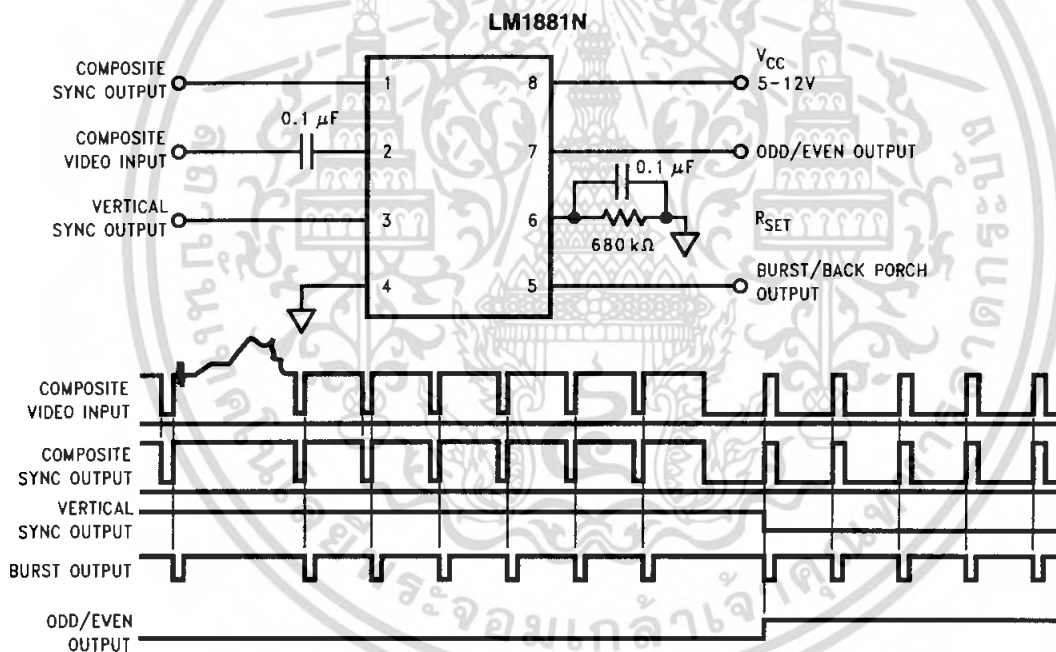 LM1881N
COMPOSITE
SYNC OUTPUT
COMPOSITE
VIDEO INPUT
VERTICAL
SYNC OUTPUT
0.1 µF
1
2
3
4
8
7
6
5
V_CC
5-12V
ODD/EVEN OUTPUT
0.1 µF
R_SET
680 kΩ
BURST/BACK PORCH
OUTPUT
COMPOSITE
VIDEO INPUT
COMPOSITE
SYNC OUTPUT
VERTICAL
SYNC OUTPUT
BURST OUTPUT
ODD/EVEN
OUTPUT